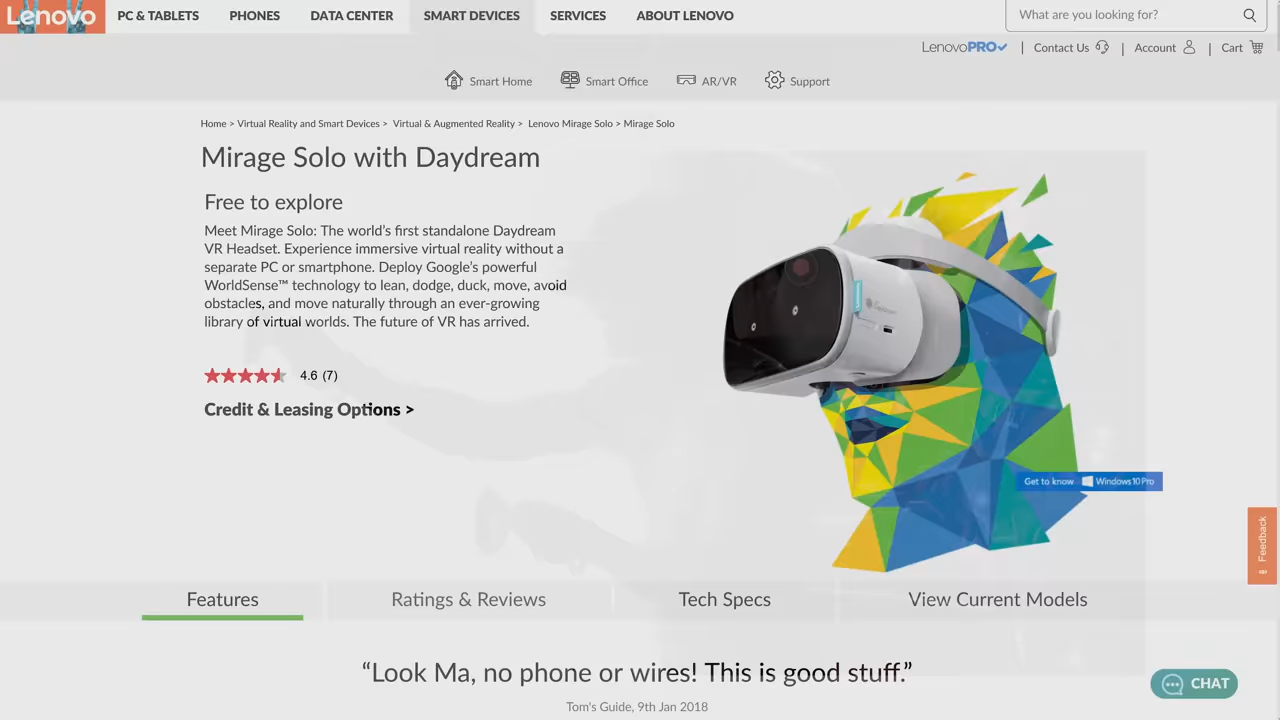 Lenovo
PC & TABLETS PHONES DATA CENTER SMART DEVICES SERVICES ABOUT LENOVO
What are you looking for?
LenovoPRO | Contact Us | Account | Cart
Smart Home Smart Office AR/VR Support
Home > Virtual Reality and Smart Devices > Virtual & Augmented Reality > Lenovo Mirage Solo > Mirage Solo
Mirage Solo with Daydream
Free to explore
Meet Mirage Solo: The world's first standalone Daydream
VR Headset. Experience immersive virtual reality without a
separate PC or smartphone. Deploy Google's powerful
WorldSense™ technology to lean, dodge, duck, move, avoid
obstacles, and move naturally through an ever-growing
library of virtual worlds. The future of VR has arrived.
4.6 (7)
Credit & Leasing Options >
Get to know Windows 10 Pro
Feedback
Features Ratings & Reviews Tech Specs View Current Models
“Look Ma, no phone or wires! This is good stuff.”
Tom's Guide, 9th Jan 2018
CHAT